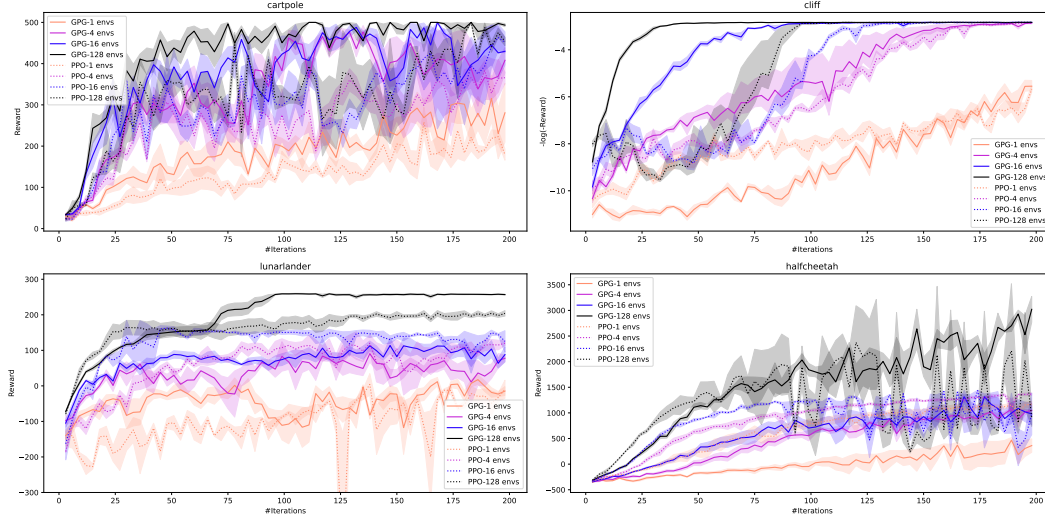 cartpole
500
400
300
200
100
0
Reward
0 25 50 75 100 125 150 175 200
#Iterations
GPG-1 envs
GPG-4 envs
GPG-16 envs
GPG-128 envs
PPO-1 envs
PPO-4 envs
PPO-16 envs
PPO-128 envs
cliff
−4
−6
−8
−10
-log(-Reward)
0 25 50 75 100 125 150 175 200
#Iterations
GPG-1 envs
GPG-4 envs
GPG-16 envs
GPG-128 envs
PPO-1 envs
PPO-4 envs
PPO-16 envs
PPO-128 envs
lunarlander
300
200
100
0
−100
−200
−300
Reward
0 25 50 75 100 125 150 175 200
#Iterations
GPG-1 envs
GPG-4 envs
GPG-16 envs
GPG-128 envs
PPO-1 envs
PPO-4 envs
PPO-16 envs
PPO-128 envs
halfcheetah
3500
3000
2500
2000
1500
1000
500
0
−500
Reward
0 25 50 75 100 125 150 175 200
#Iterations
GPG-1 envs
GPG-4 envs
GPG-16 envs
GPG-128 envs
PPO-1 envs
PPO-4 envs
PPO-16 envs
PPO-128 envs